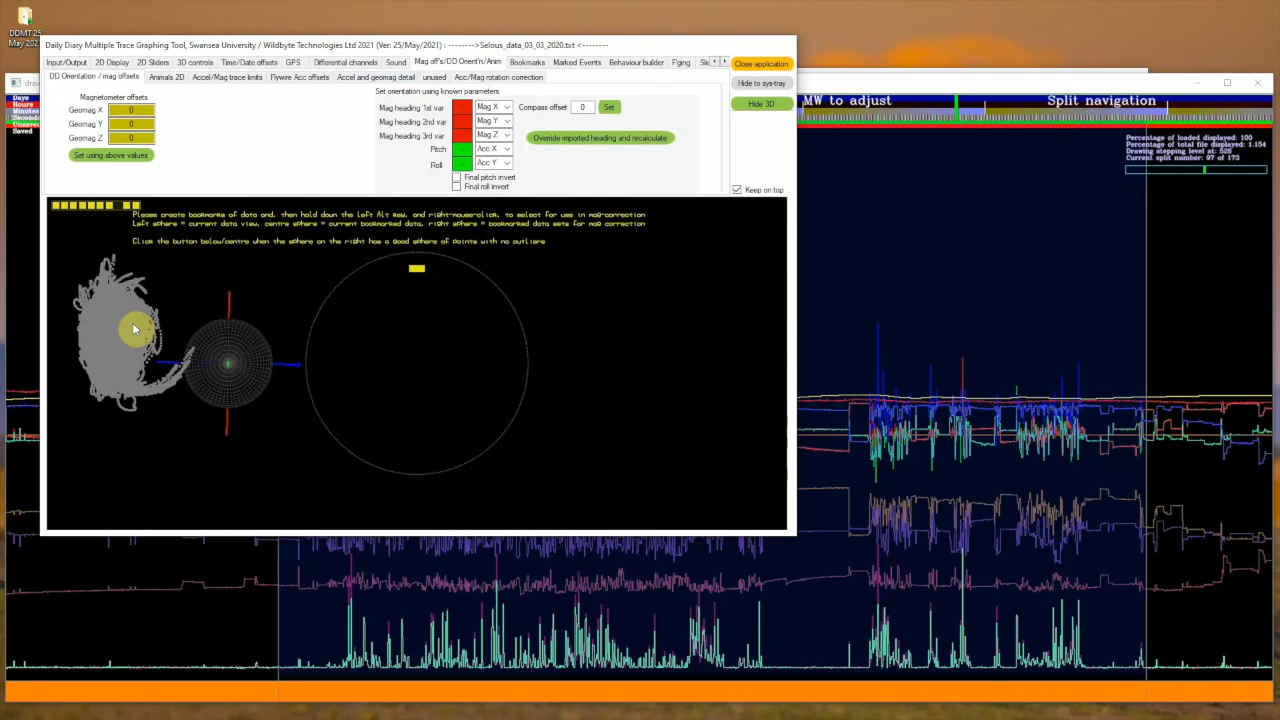 DDMT 25
May 202
Daily Diary Multiple Trace Graphing Tool, Swansea University / Wildbyte Technologies Ltd 2021 (Ver: 25/May/2021) : -------->Selous_data_03_03_2020.txt <--------
Input/Output
2D Display
2D Sliders
3D controls
Time/Date offsets
GPS
Differential channels
Sound
Mag off's/DD Orient'n/Anim
Bookmarks
Marked Events
Behaviour builder
F'ging
DD Orientation / mag offsets
Animals 2D
Accel/Mag trace limits
Flywire Acc offsets
Accel and geomag detail
unused
Acc/Mag rotation correction
Close application
Hide to sys-tray
Hide 3D
Keep on top
Magnetometer offsets
Geomag X 0
Geomag Y 0
Geomag Z 0
Set using above values
Set orientation using known parameters
Mag heading 1st var Mag X Compass offset 0 Set
Mag heading 2nd var Mag Y
Mag heading 3rd var Mag Z Override imported heading and recalculate
Pitch Acc X
Roll Acc Y
Final pitch invert
Final roll invert
Please create bookmarks of data and, then hold down the left Alt key, and right-mouse-click, to select for use in mag-correction
Left sphere = current data view, centre sphere = current bookmarked data, right sphere = bookmarked data sets for mag correction
Click the button below/centre when the sphere on the right has a good sphere of points with no outliers
Days
Hours
Minutes
Seconds
Saved
MW to adjust
Split navigation
Percentage of loaded displayed: 100
Percentage of total file displayed: 1.154
Drawing stepping level at: 526
Current split number: 97 of 173